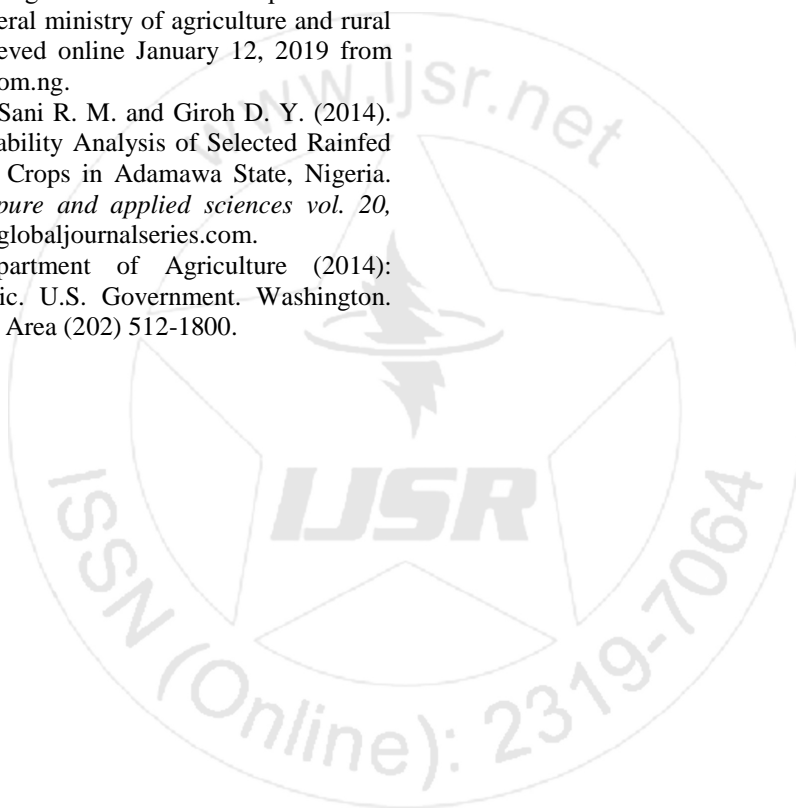 eral ministry of agriculture and rural
eved online January 12, 2019 from
om.ng.
Sani R. M. and Giroh D. Y. (2014).
ability Analysis of Selected Rainfed
Crops in Adamawa State, Nigeria.
pure and applied sciences vol. 20,
globaljournalseries.com.
partment of Agriculture (2014):
ic. U.S. Government. Washington.
Area (202) 512-1800.
www.ijsr.net
IJSR
ISSN (Online): 2319-7064